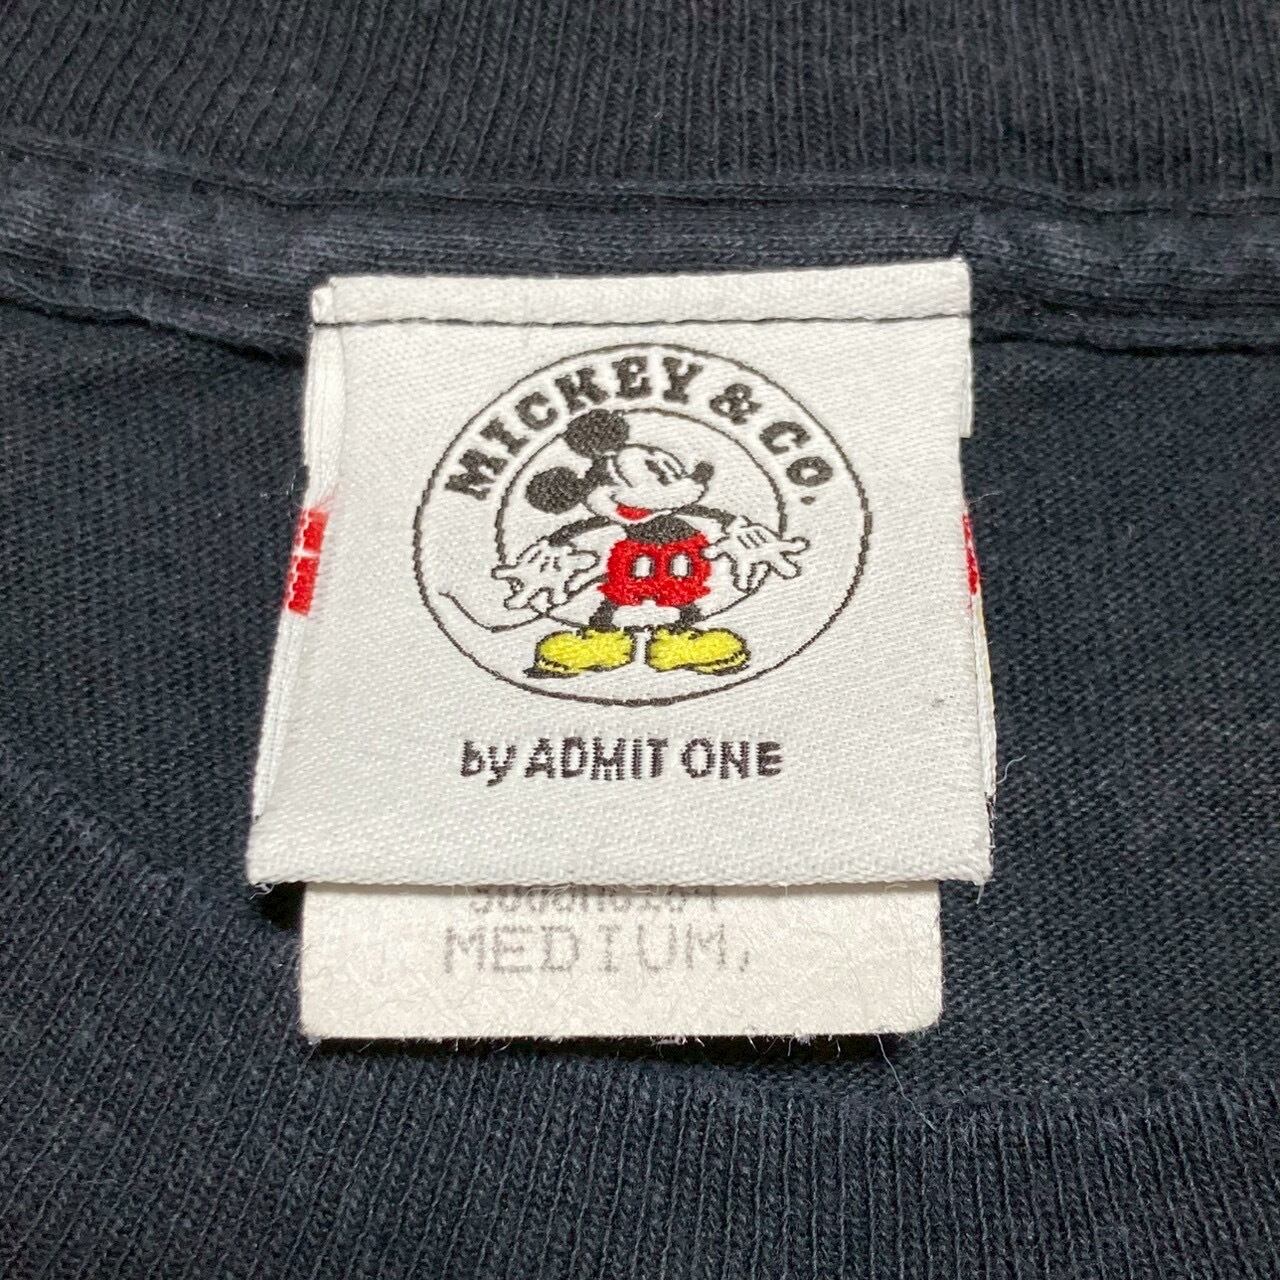 MICKEY & CO.
by ADMIT ONE
MEDIUM,